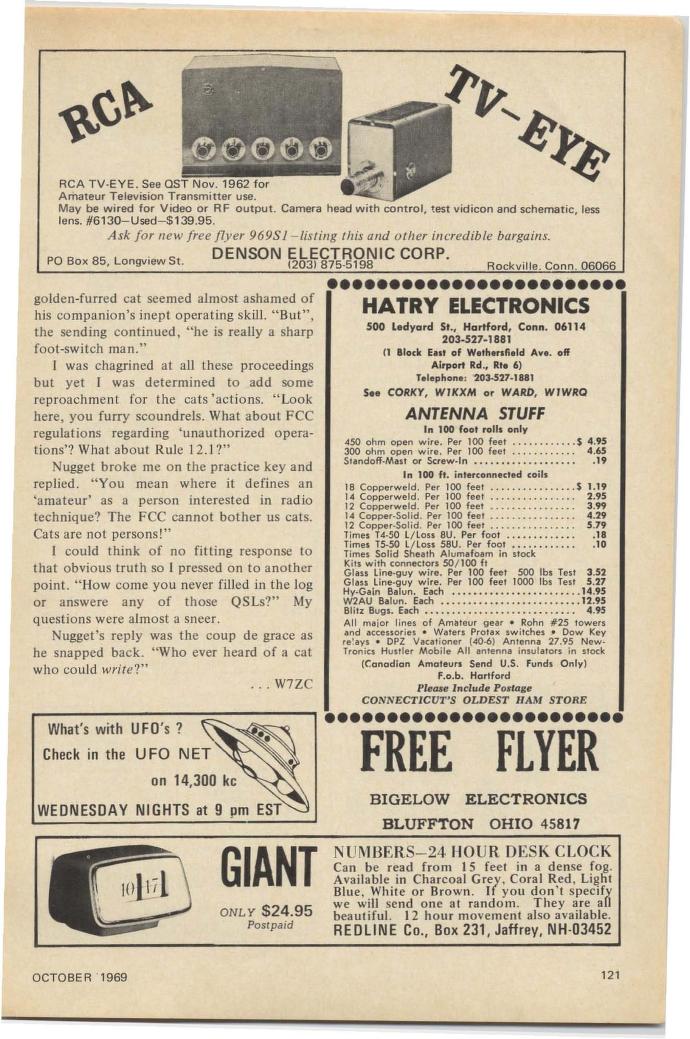 RCA TV-EYE
RCA TV-EYE. See QST Nov. 1962 for
Amateur Television Transmitter use.
May be wired for Video or RF output. Camera head with control, test vidicon and schematic, less
lens. #6130—Used—$139.95.
Ask for new free flyer 969S1—listing this and other incredible bargains.
DENSON ELECTRONIC CORP.
PO Box 85, Longview St. (203) 875-5198 Rockville. Conn. 06066
golden-furred cat seemed almost ashamed of
his companion's inept operating skill. "But",
the sending continued, "he is really a sharp
foot-switch man."
I was chagrined at all these proceedings
but yet I was determined to add some
reproachment for the cats 'actions. "Look
here, you furry scoundrels. What about FCC
regulations regarding 'unauthorized opera-
tions'? What about Rule 12.1?"
Nugget broke me on the practice key and
replied. "You mean where it defines an
'amateur' as a person interested in radio
technique? The FCC cannot bother us cats.
Cats are not persons!"
I could think of no fitting response to
that obvious truth so I pressed on to another
point. "How come you never filled in the log
or answere any of those QSLs?" My
questions were almost a sneer.
Nugget's reply was the coup de grace as
he snapped back. "Who ever heard of a cat
who could write?"
. . . W7ZC
HATRY ELECTRONICS
500 Ledyard St., Hartford, Conn. 06114
203-527-1881
(1 Block East of Wethersfield Ave. off
Airport Rd., Rte 6)
Telephone: 203-527-1881
See CORKY, W1KXM or WARD, W1WRQ
ANTENNA STUFF
In 100 foot rolls only
450 ohm open wire. Per 100 feet ...........$ 4.95
300 ohm open wire. Per 100 feet ........... 4.65
Standoff-Mast or Screw-In .................. .19
In 100 ft. interconnected coils
18 Copperweld. Per 100 feet ...............$ 1.19
14 Copperweld. Per 100 feet ............... 2.95
12 Copperweld. Per 100 feet ............... 3.99
14 Copper-Solid. Per 100 feet .............. 4.29
12 Copper-Solid. Per 100 feet .............. 5.79
Times T4-50 L/Loss 8U. Per foot ............ .18
Times T5-50 L/Loss 58U. Per foot ........... .10
Times Solid Sheath Alumafoam in stock
Kits with connectors 50/100 ft
Glass Line-guy wire. Per 100 feet 500 lbs Test 3.52
Glass Line-guy wire. Per 100 feet 1000 lbs Test 5.27
Hy-Gain Balun. Each ........................14.95
W2AU Balun. Each ..........................12.95
Blitz Bugs. Each ........................... 4.95
All major lines of Amateur gear • Rohn #25 towers
and accessories • Waters Protax switches • Dow Key
relays • DPZ Vacationer (40-6) Antenna 27.95 New-
Tronics Hustler Mobile All antenna insulators in stock
(Canadian Amateurs Send U.S. Funds Only)
F.o.b. Hartford
Please Include Postage
CONNECTICUT'S OLDEST HAM STORE
What's with UFO's ?
Check in the UFO NET
on 14,300 kc
WEDNESDAY NIGHTS at 9 pm EST
FREE FLYER
BIGELOW ELECTRONICS
BLUFFTON OHIO 45817
10 17
GIANT
ONLY $24.95
Postpaid
NUMBERS—24 HOUR DESK CLOCK
Can be read from 15 feet in a dense fog.
Available in Charcoal Grey, Coral Red, Light
Blue, White or Brown. If you don't specify
we will send one at random. They are all
beautiful. 12 hour movement also available.
REDLINE Co., Box 231, Jaffrey, NH-03452
OCTOBER 1969 121